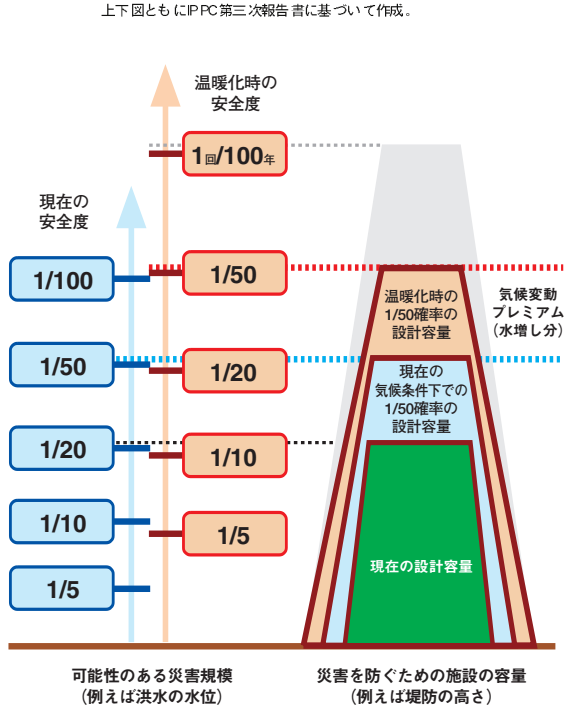 上下図ともにIPPC第三次報告書に基づいて作成。
温暖化時の
安全度
1回/100年
現在の
安全度
1/100
1/50
気候変動
プレミアム
(水増し分)
温暖化時の
1/50確率の
設計容量
1/50
1/20
現在の
気候条件下での
1/50確率の
設計容量
1/20
1/10
1/10
1/5
現在の設計容量
1/5
可能性のある災害規模
(例えば洪水の水位)
災害を防ぐための施設の容量
(例えば堤防の高さ)